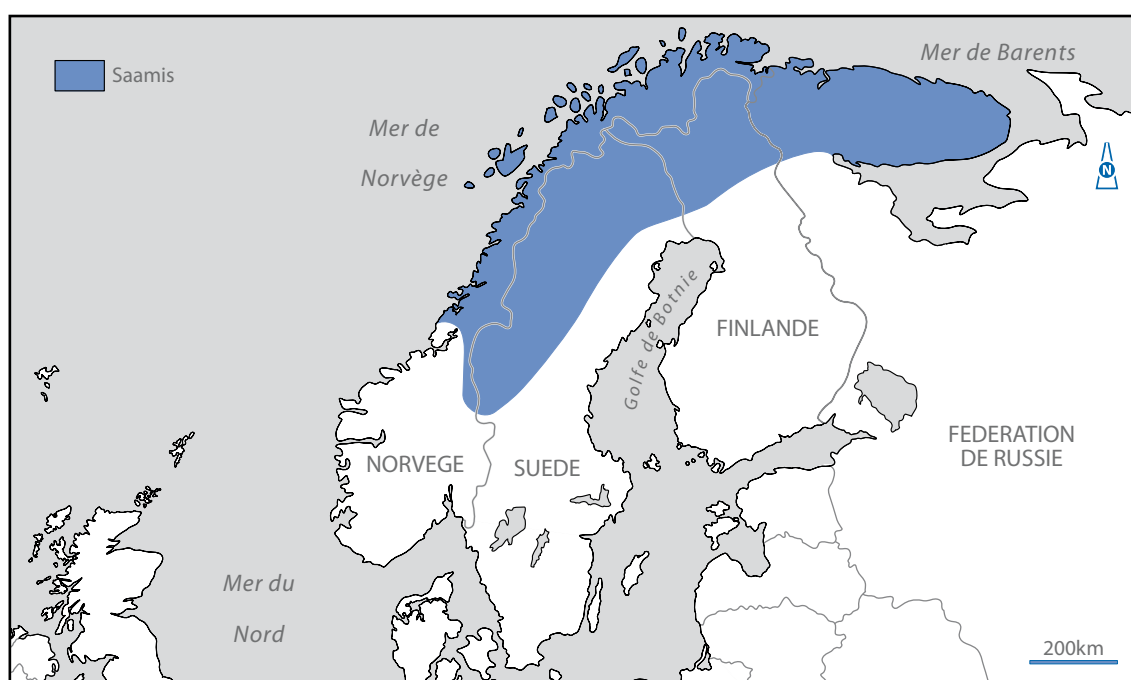 Saamis
Mer de Barents
Mer de
Norvège
N
Golfe de Botnie
FINLANDE
NORVEGE
SUEDE
FEDERATION
DE RUSSIE
Mer du
Nord
200km